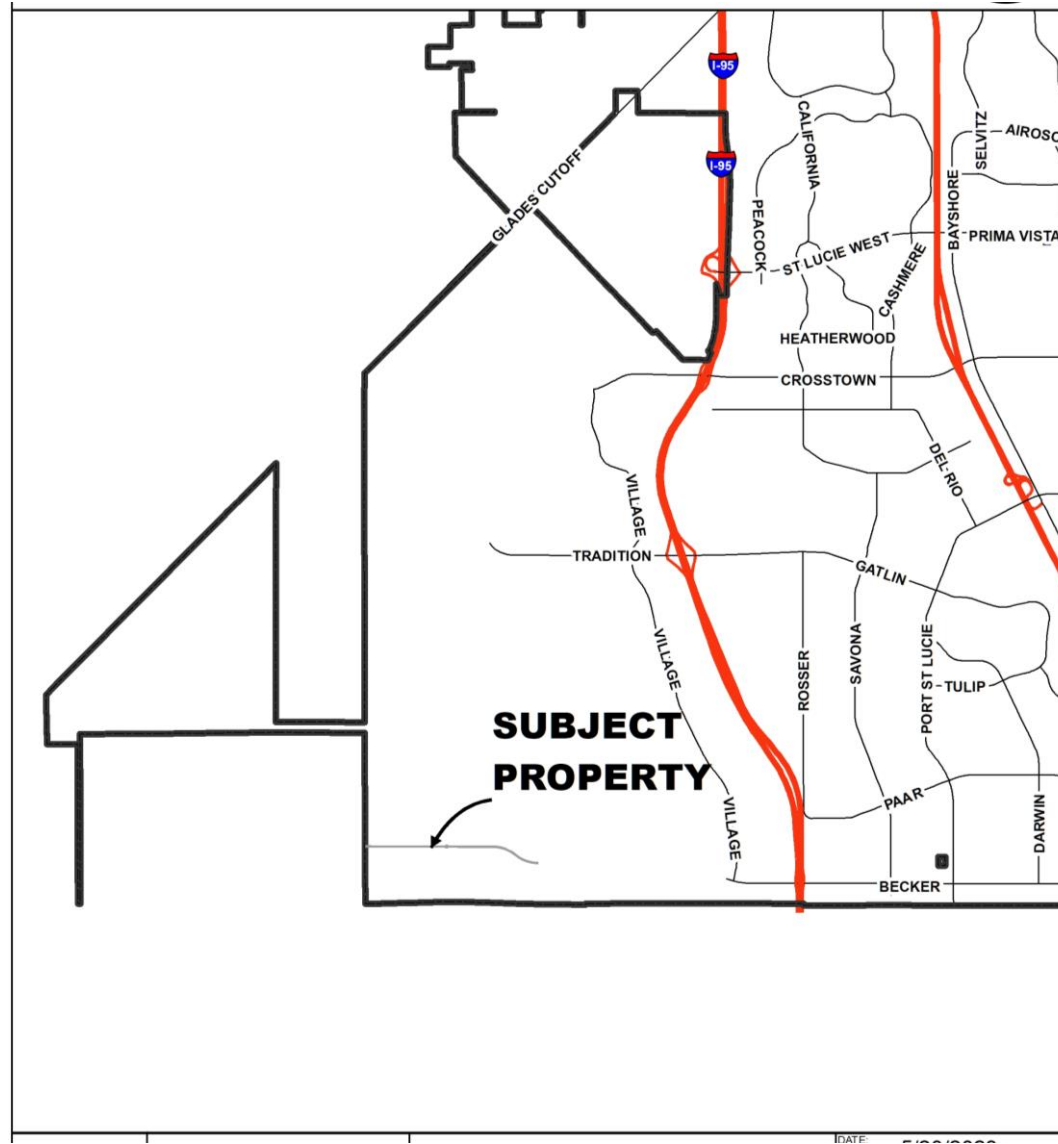 I-95
I-95
CALIFORNIA
SELVITZ
GLADES CUTOFF
PEACOCK
BAYSHORE
ST LUCIE WEST
PRIMA VISTA
CASHMERE
HEATHERWOOD
CROSSTOWN
DEL RIO
VILLAGE
TRADITION
GATLIN
VILLAGE
ROSSER
SAVONA
PORT ST LUCIE
TULIP
SUBJECT
PROPERTY
VILLAGE
PAAR
DARWIN
BECKER
DATE: